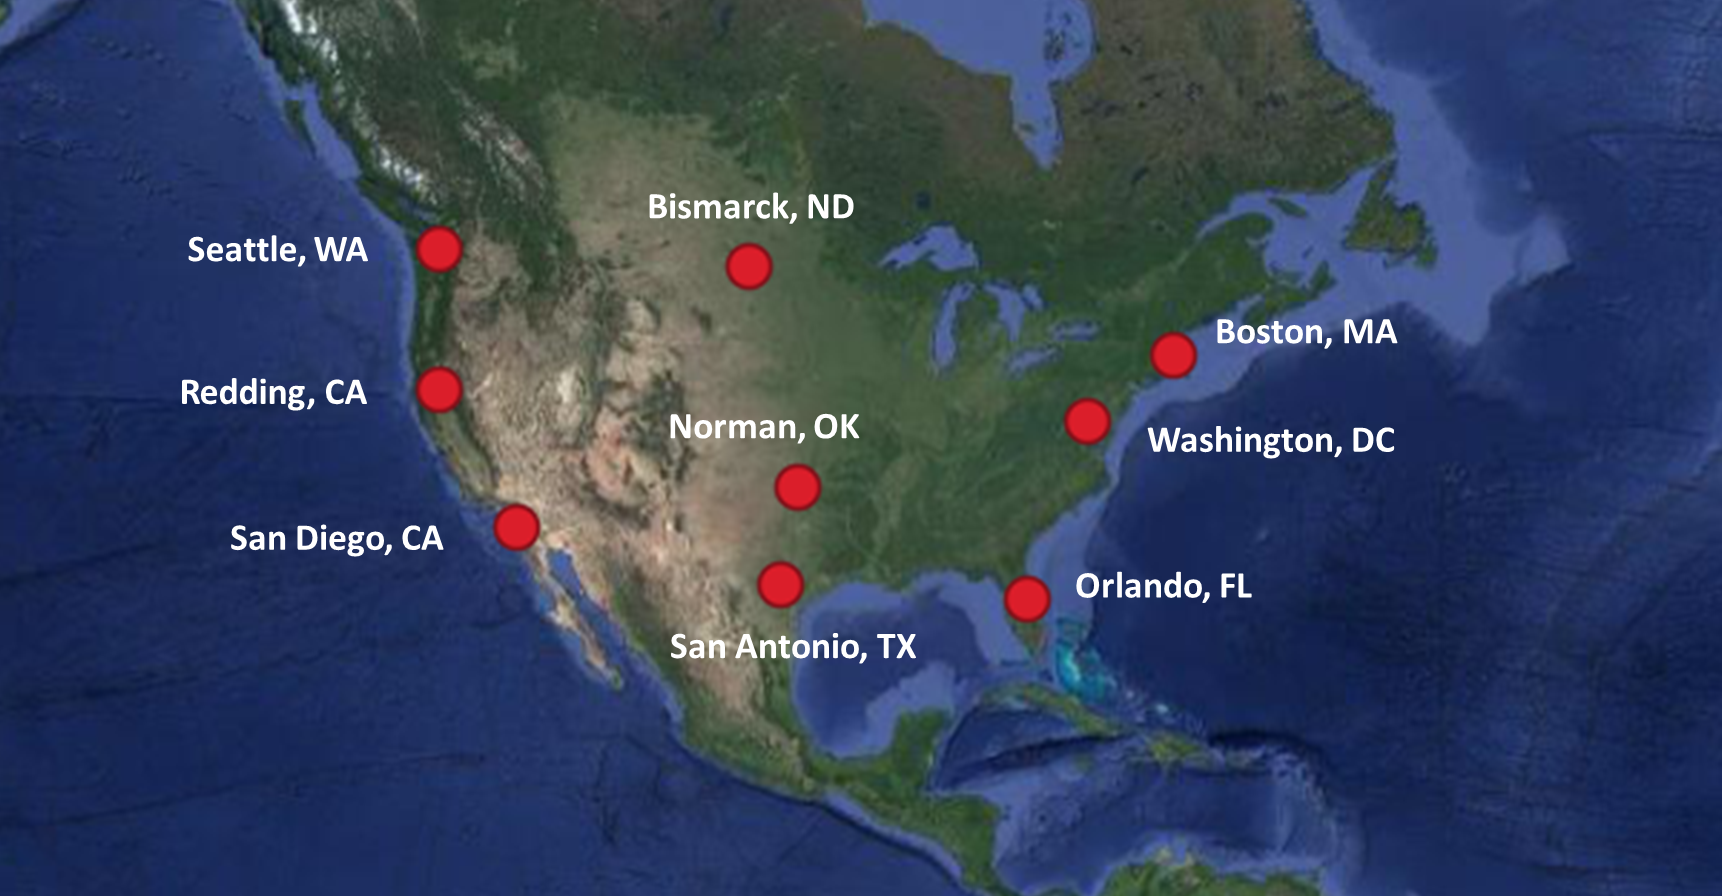 Bismarck, ND
Seattle, WA
Boston, MA
Redding, CA
Norman, OK
Washington, DC
San Diego, CA
Orlando, FL
San Antonio, TX